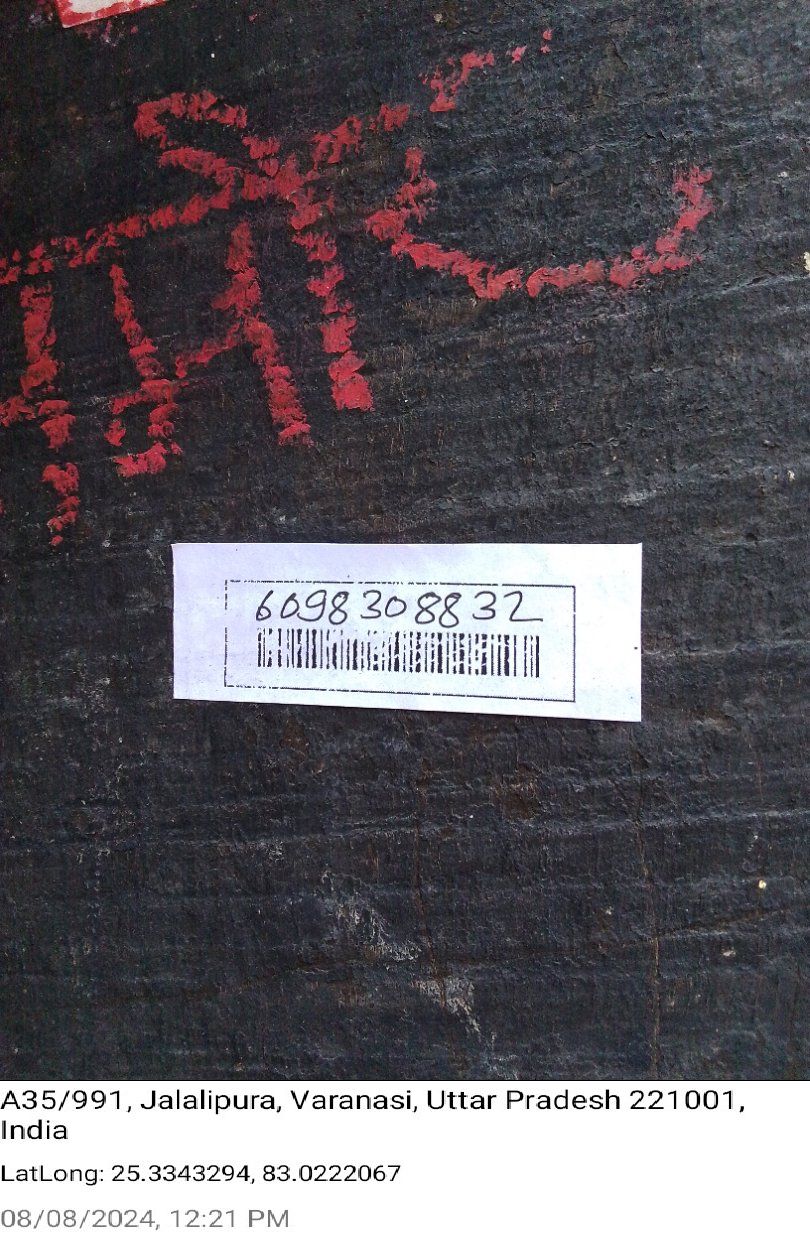 6098308832
A35/991, Jalalipura, Varanasi, Uttar Pradesh 221001,
India
LatLong: 25.3343294, 83.0222067
08/08/2024, 12:21 PM